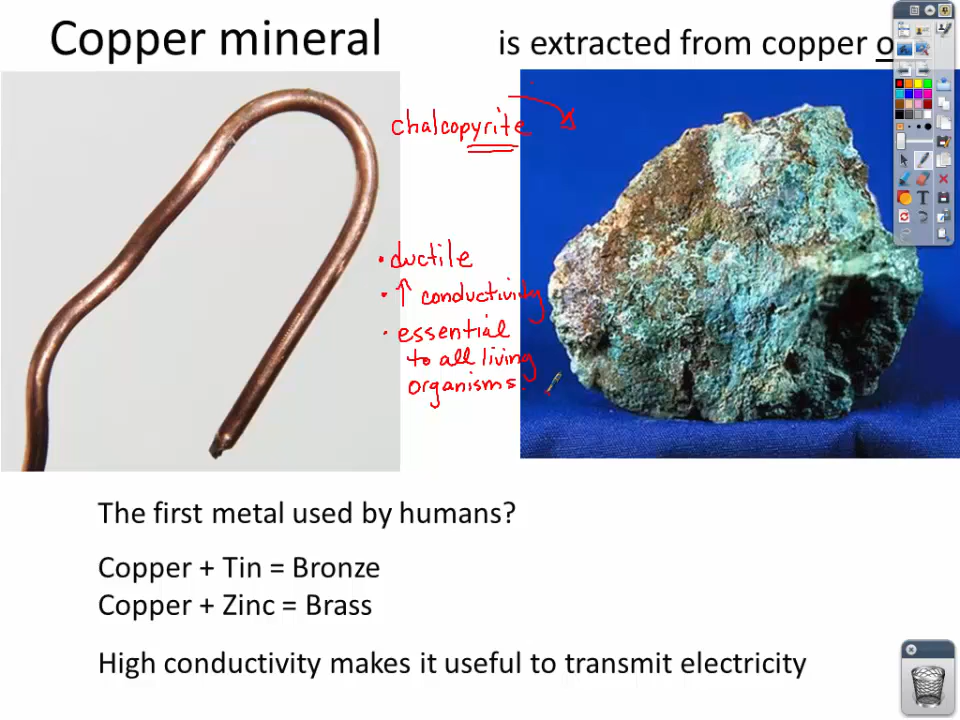 Copper mineral
is extracted from copper o
chalcopyrite
• ductile
• ↑ conductivity
• essential
to all living
organisms.
The first metal used by humans?
Copper + Tin = Bronze
Copper + Zinc = Brass
High conductivity makes it useful to transmit electricity